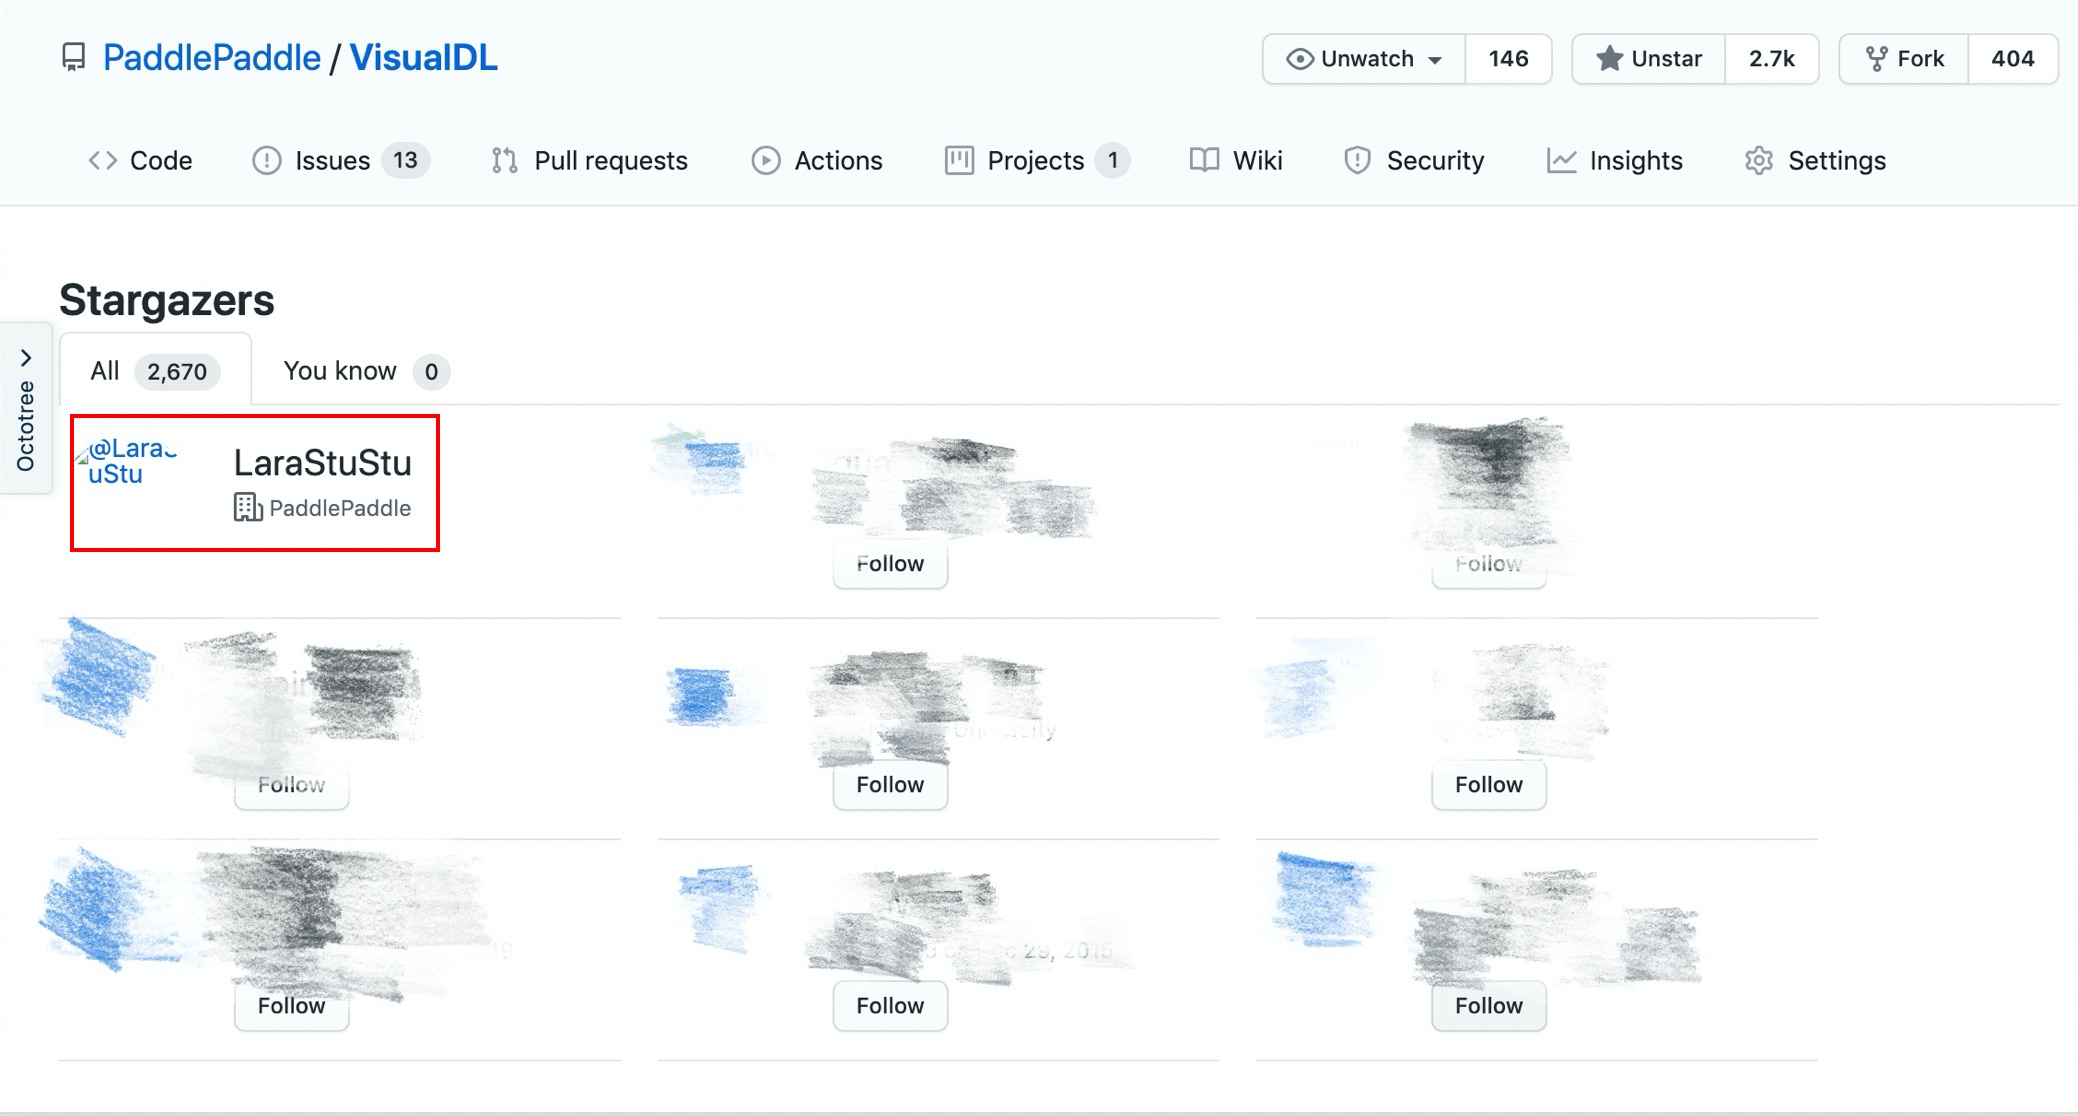 PaddlePaddle / VisualDL
Unwatch 146
Unstar 2.7k
Fork 404
Code
Issues 13
Pull requests
Actions
Projects 1
Wiki
Security
Insights
Settings
Stargazers
Octotree
All 2,670
You know 0
@LaraS
uStu
LaraStuStu
PaddlePaddle
Follow
Follow
Follow
Follow
Follow
Follow
Follow
Follow